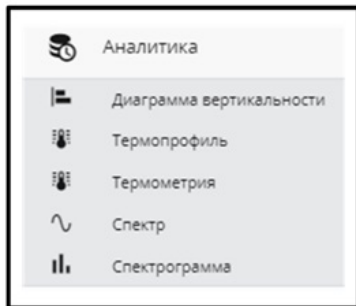 Аналитика
Диаграмма вертикальности
Термопрофиль
Термометрия
Спектр
Спектрограмма